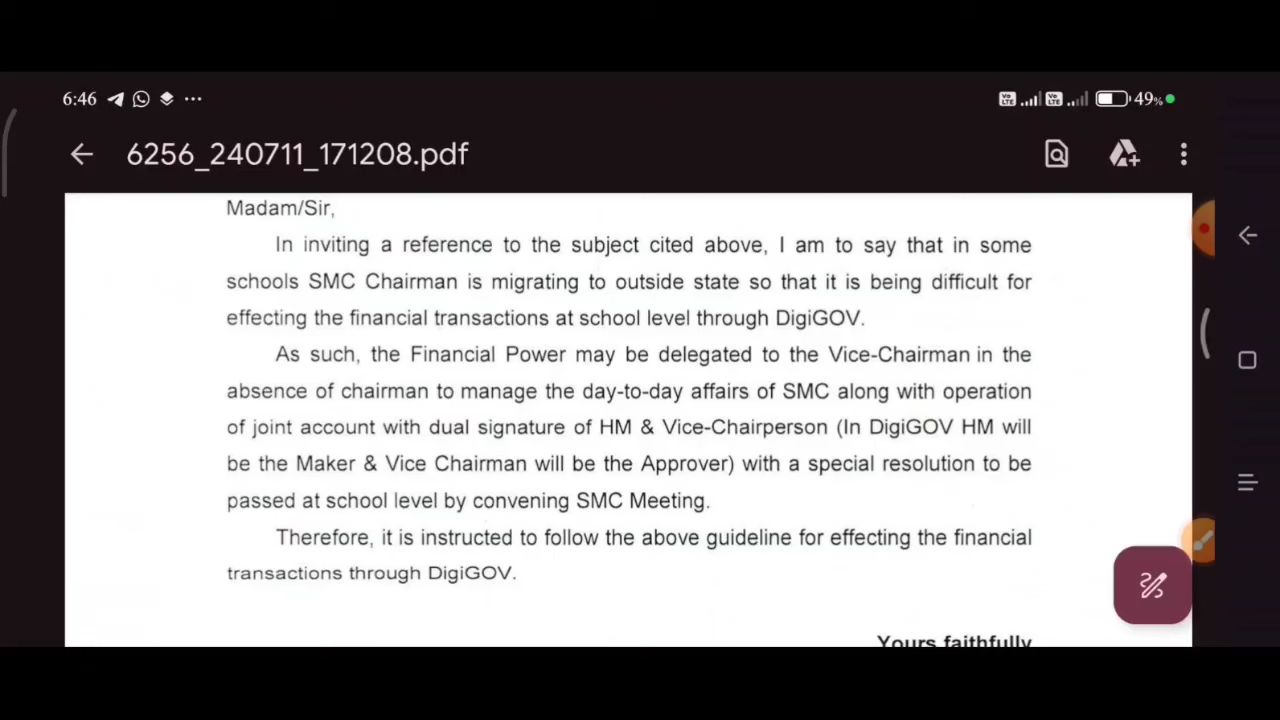 6:46
49%
6256_240711_171208.pdf
Madam/Sir,
In inviting a reference to the subject cited above, I am to say that in some
schools SMC Chairman is migrating to outside state so that it is being difficult for
effecting the financial transactions at school level through DigiGOV.
As such, the Financial Power may be delegated to the Vice-Chairman in the
absence of chairman to manage the day-to-day affairs of SMC along with operation
of joint account with dual signature of HM & Vice-Chairperson (In DigiGOV HM will
be the Maker & Vice Chairman will be the Approver) with a special resolution to be
passed at school level by convening SMC Meeting.
Therefore, it is instructed to follow the above guideline for effecting the financial
transactions through DigiGOV.
Yours faithfully